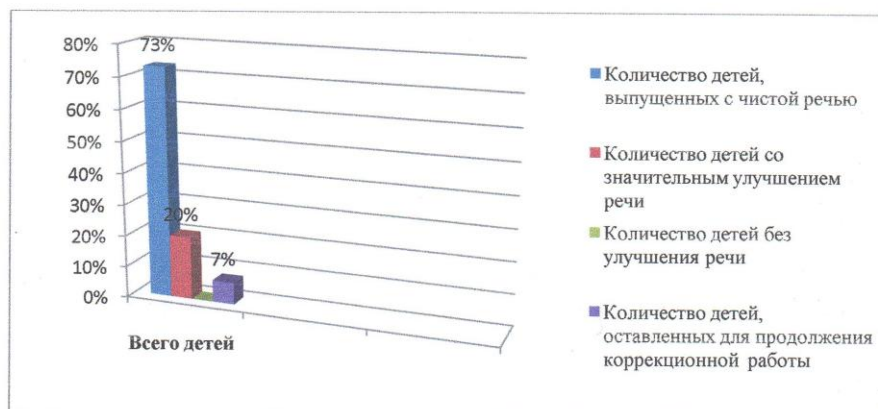 80%
73%
70%
60%
50%
40%
30%
20%
20%
10%
7%
0%
Всего детей
Количество детей,
выпущенных с чистой речью
Количество детей со
значительным улучшением
речи
Количество детей без
улучшения речи
Количество детей,
оставленных для продолжения
коррекционной работы